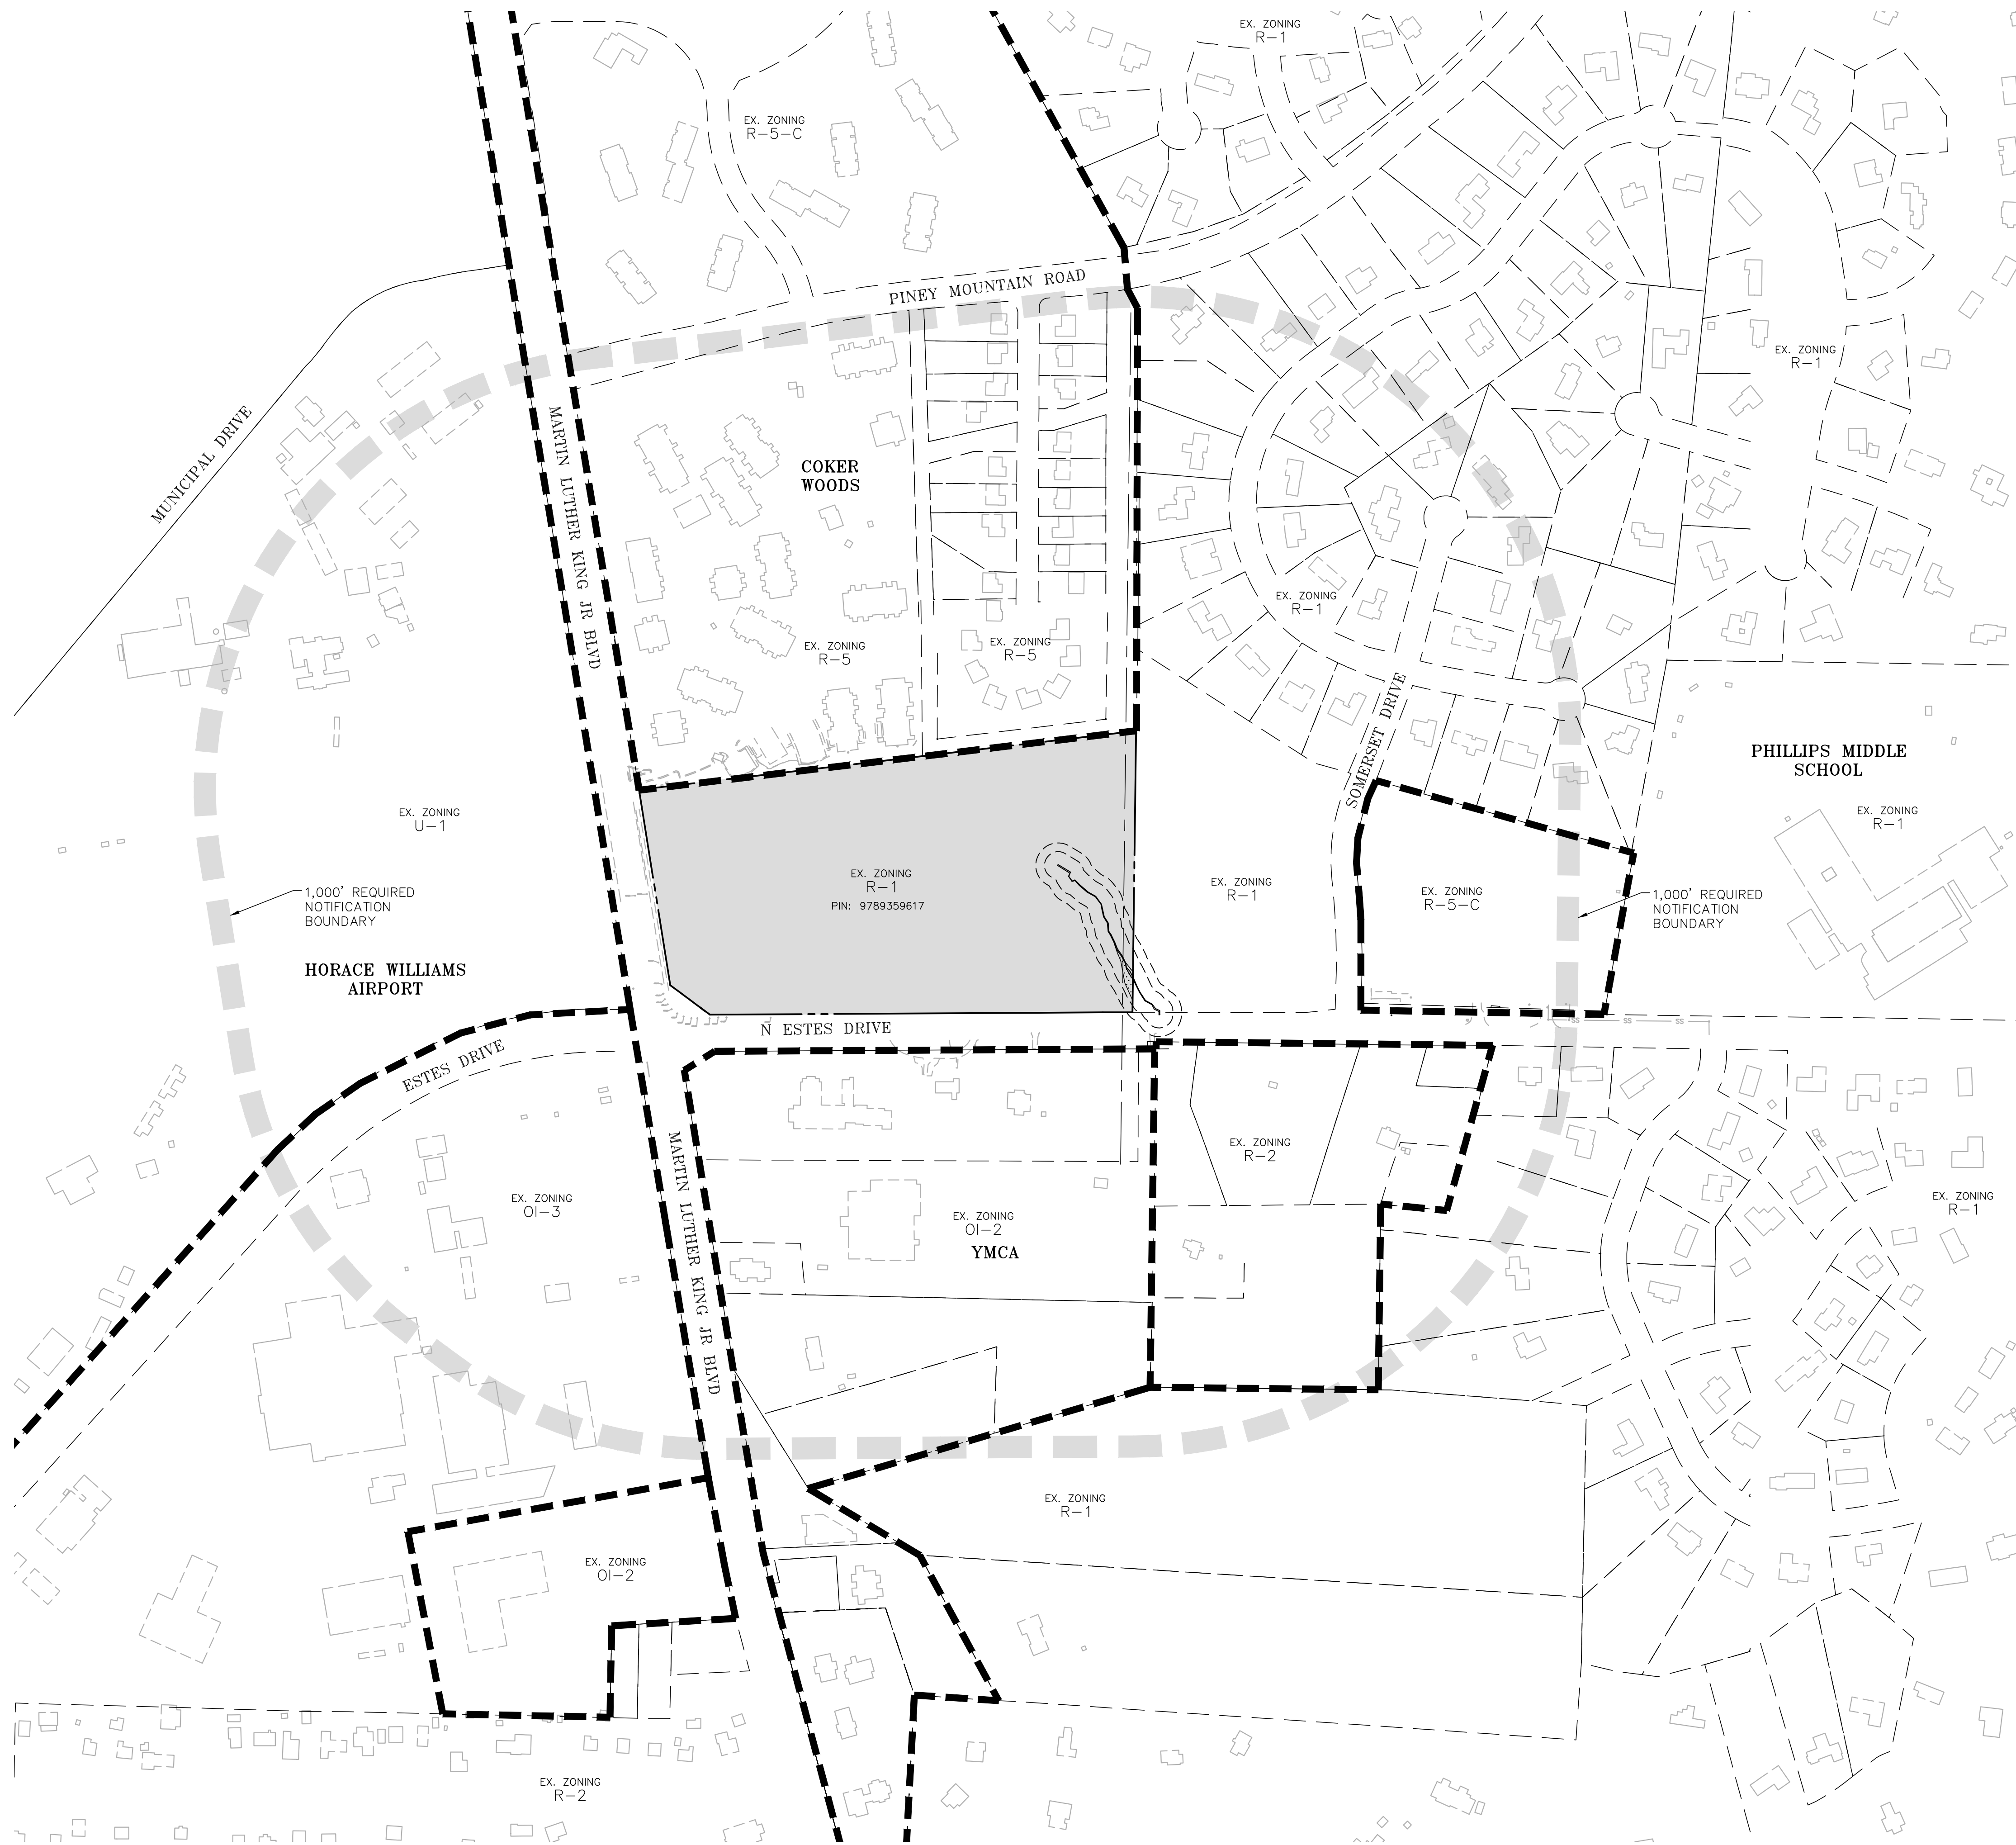 EX. ZONING
R-1
EX. ZONING
R-5-C
PINEY MOUNTAIN ROAD
EX. ZONING
R-1
MUNICIPAL DRIVE
MARTIN LUTHER KING JR BLVD
COKER
WOODS
EX. ZONING
R-1
EX. ZONING
R-5
EX. ZONING
R-5
SOMERSET DRIVE
PHILLIPS MIDDLE
SCHOOL
EX. ZONING
R-1
EX. ZONING
U-1
EX. ZONING
R-1
PIN: 9789359617
EX. ZONING
R-1
EX. ZONING
R-5-C
1,000' REQUIRED
NOTIFICATION
BOUNDARY
1,000' REQUIRED
NOTIFICATION
BOUNDARY
HORACE WILLIAMS
AIRPORT
N ESTES DRIVE
SS
SS
SS
ESTES DRIVE
MARTIN LUTHER KING JR BLVD
EX. ZONING
R-2
EX. ZONING
OI-3
EX. ZONING
OI-2
YMCA
EX. ZONING
R-1
EX. ZONING
R-1
EX. ZONING
OI-2
EX. ZONING
R-2